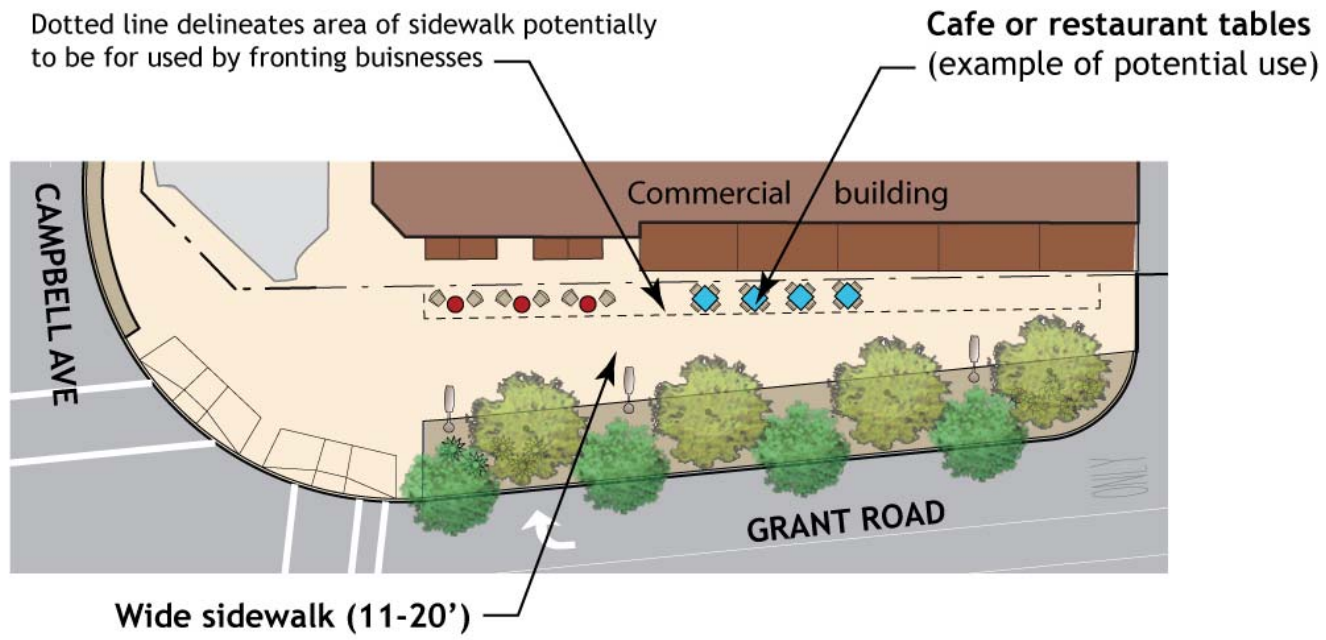 Dotted line delineates area of sidewalk potentially
to be for used by fronting buisnesses
Cafe or restaurant tables
(example of potential use)
Commercial building
CAMPBELL AVE
GRANT ROAD
ONLY
Wide sidewalk (11-20’)